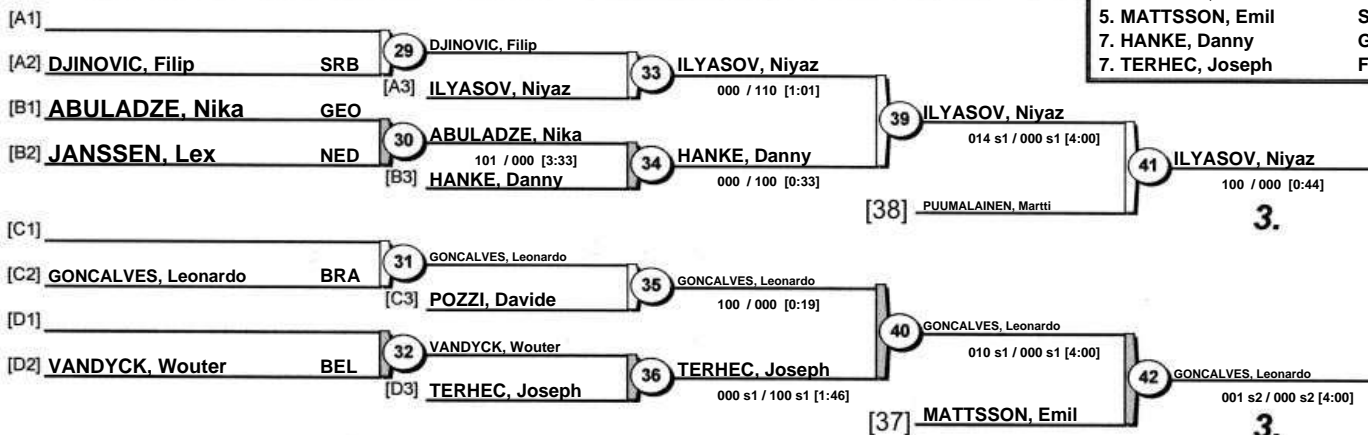 5. MATTSSON, Emil S
7. HANKE, Danny G
7. TERHEC, Joseph F
[A1]
[A2] DJINOVIC, Filip SRB
29
DJINOVIC, Filip
[A3] ILYASOV, Niyaz
33
ILYASOV, Niyaz
000 / 110 [1:01]
[B1] ABULADZE, Nika GEO
[B2] JANSSEN, Lex NED
30
ABULADZE, Nika
101 / 000 [3:33]
[B3] HANKE, Danny
34
HANKE, Danny
000 / 100 [0:33]
39
ILYASOV, Niyaz
014 s1 / 000 s1 [4:00]
[38] PUUMALAINEN, Martti
41
ILYASOV, Niyaz
100 / 000 [0:44]
3.
[C1]
[C2] GONCALVES, Leonardo BRA
31
GONCALVES, Leonardo
[C3] POZZI, Davide
35
GONCALVES, Leonardo
100 / 000 [0:19]
[D1]
[D2] VANDYCK, Wouter BEL
32
VANDYCK, Wouter
[D3] TERHEC, Joseph
36
TERHEC, Joseph
000 s1 / 100 s1 [1:46]
40
GONCALVES, Leonardo
010 s1 / 000 s1 [4:00]
[37] MATTSSON, Emil
42
GONCALVES, Leonardo
001 s2 / 000 s2 [4:00]
3.